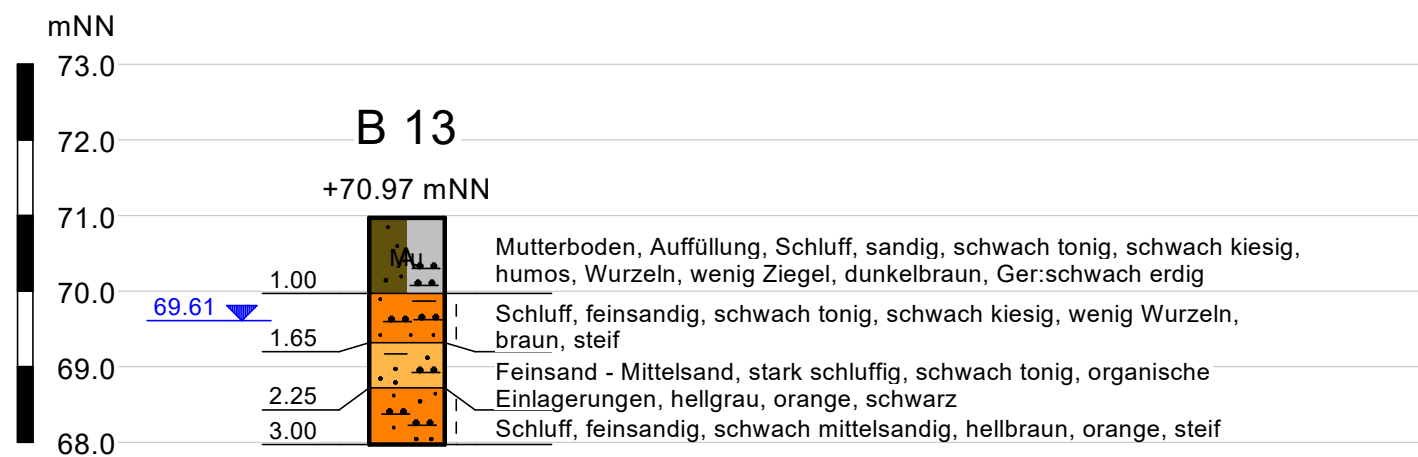 mNN
73.0
72.0
B 13
+70.97 mNN
71.0
Mutterboden, Auffüllung, Schluff, sandig, schwach tonig, schwach kiesig,
Mu
A
humos, Wurzeln, wenig Ziegel, dunkelbraun, Ger:schwach erdig
1.00
70.0
69.61
Schluff, feinsandig, schwach tonig, schwach kiesig, wenig Wurzeln,
braun, steif
1.65
69.0
Feinsand - Mittelsand, stark schluffig, schwach tonig, organische
Einlagerungen, hellgrau, orange, schwarz
2.25
Schluff, feinsandig, schwach mittelsandig, hellbraun, orange, steif
3.00
68.0